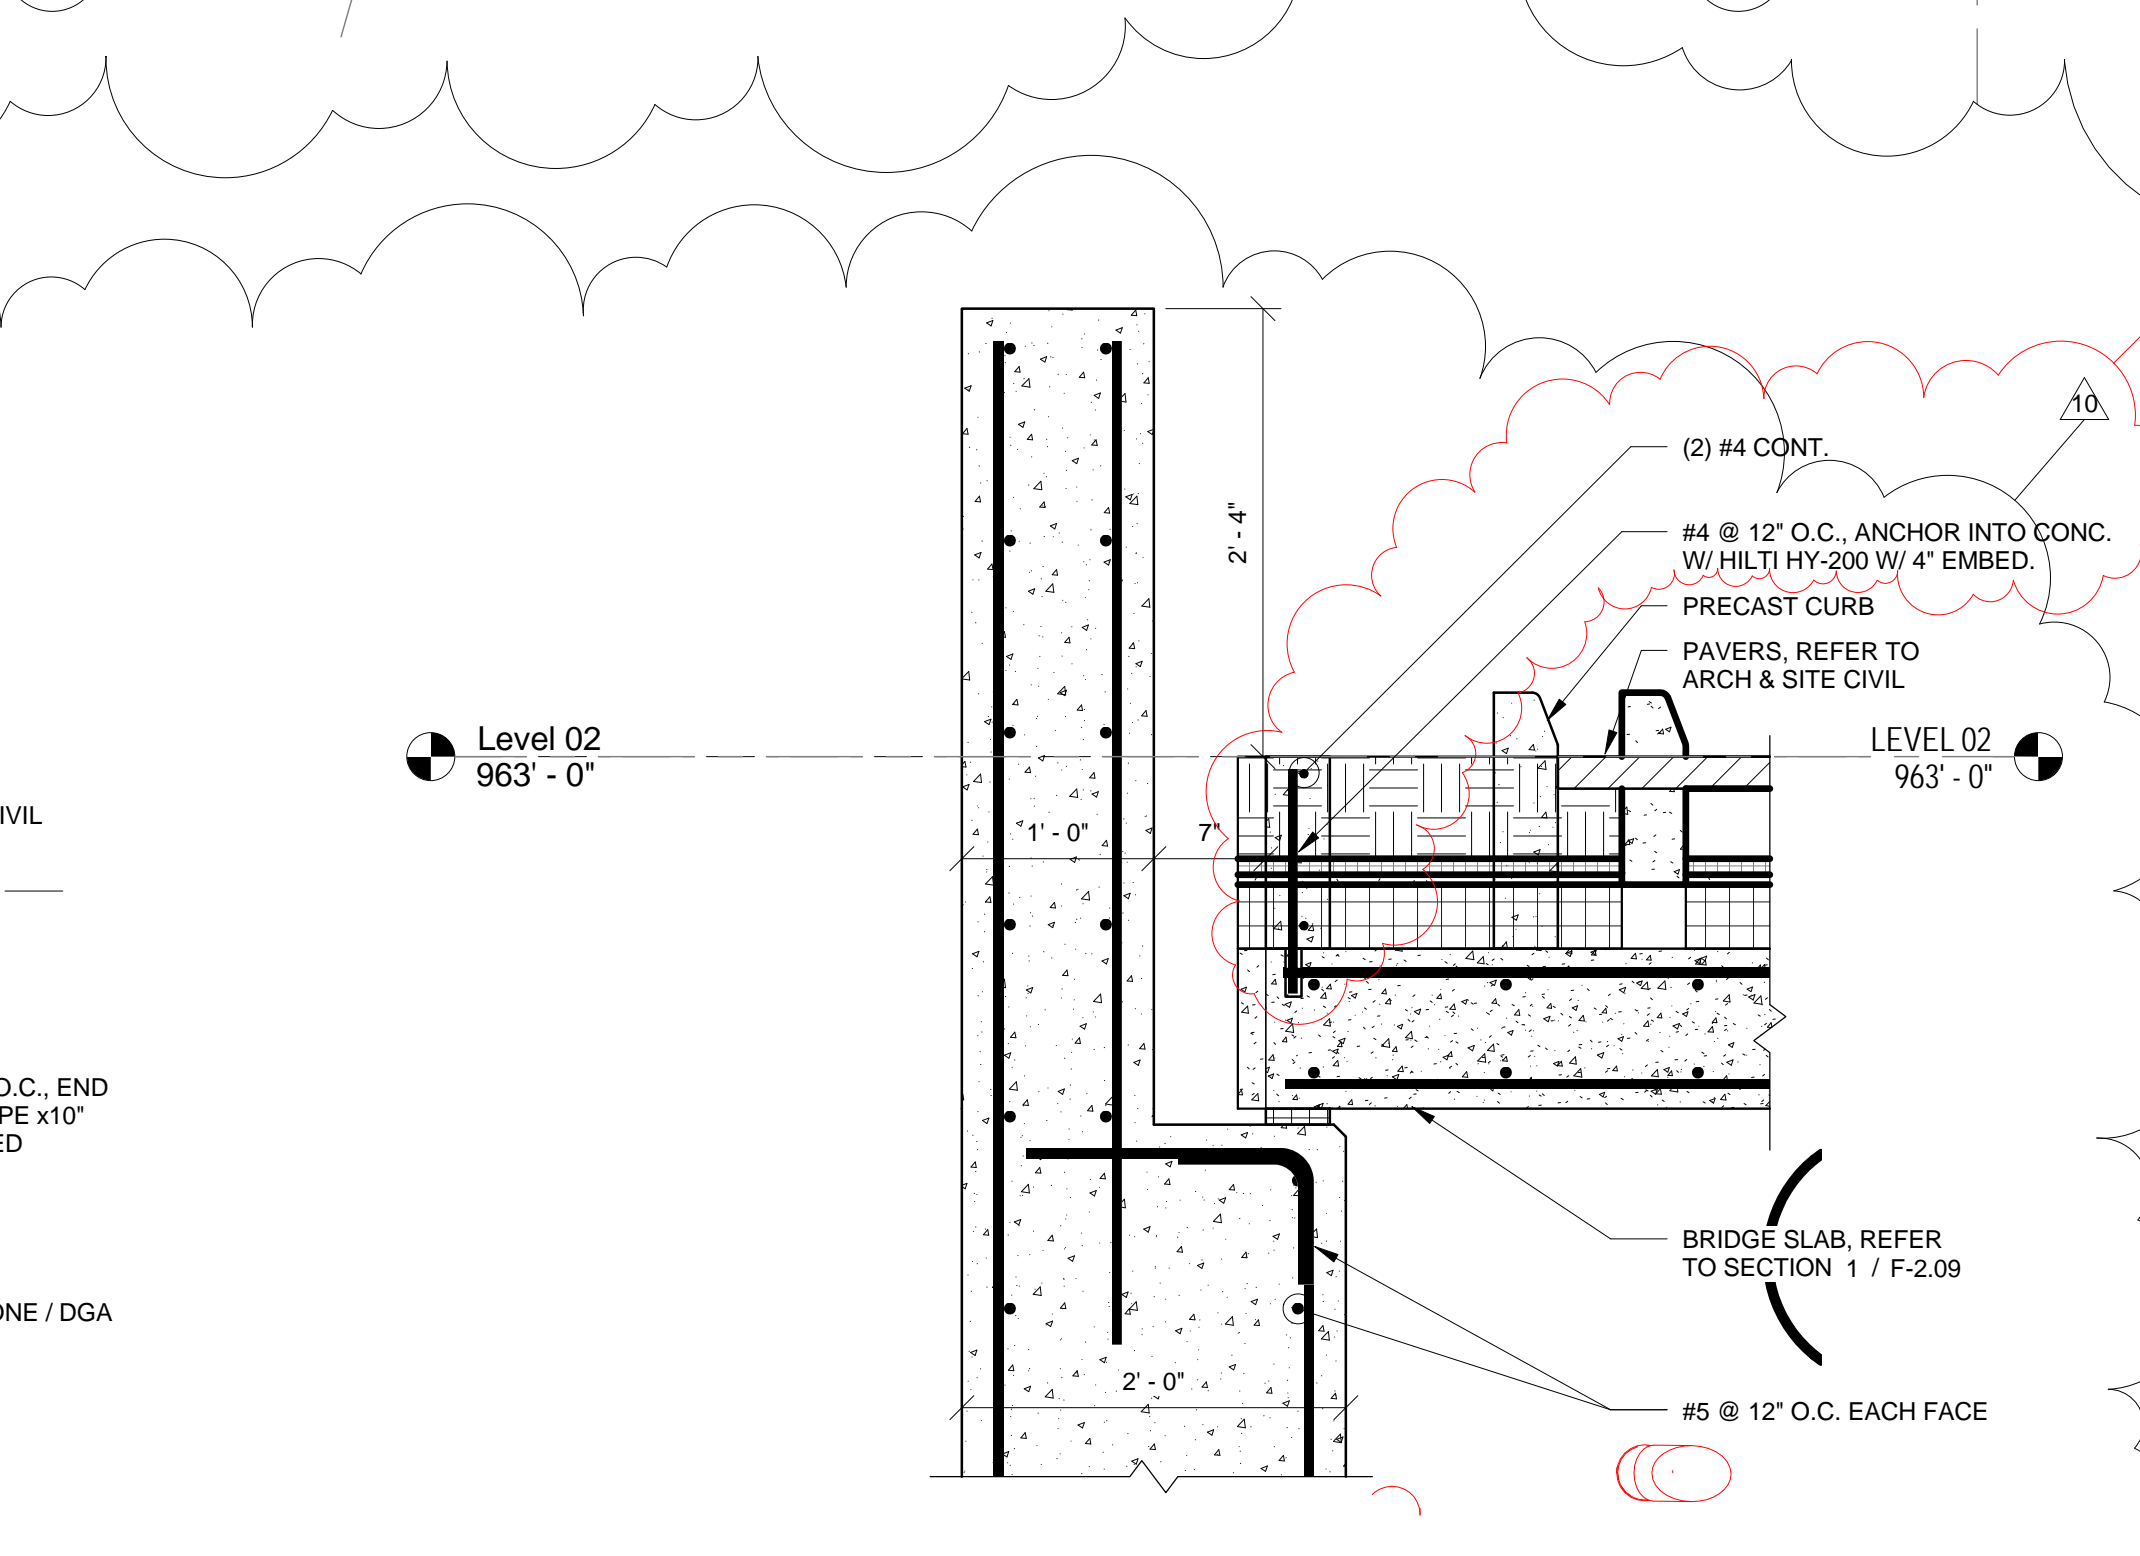 10
(2) #4 CONT.
#4 @ 12" O.C., ANCHOR INTO CONC.
W/ HILTI HY-200 W/ 4" EMBED.
PRECAST CURB
PAVERS, REFER TO
ARCH & SITE CIVIL
2' - 4"
Level 02
963' - 0"
LEVEL 02
963' - 0"
IVIL
1' - 0"
7"
O.C., END
PE x10"
ED
BRIDGE SLAB, REFER
TO SECTION 1 / F-2.09
ONE / DGA
2' - 0"
#5 @ 12" O.C. EACH FACE